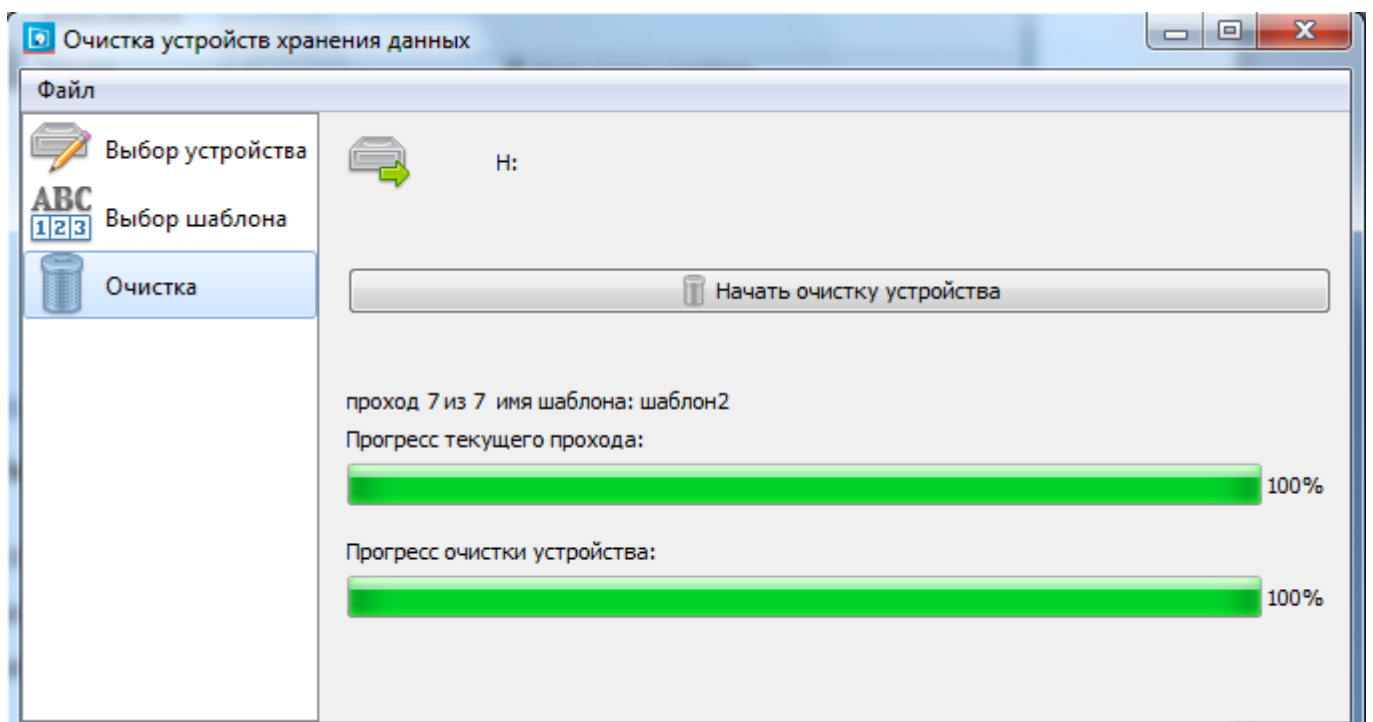 Очистка устройств хранения данных
Файл
Выбор устройства
ABC
123
Выбор шаблона
Очистка
H:
Начать очистку устройства
проход 7 из 7 имя шаблона: шаблон2
Прогресс текущего прохода:
100%
Прогресс очистки устройства:
100%